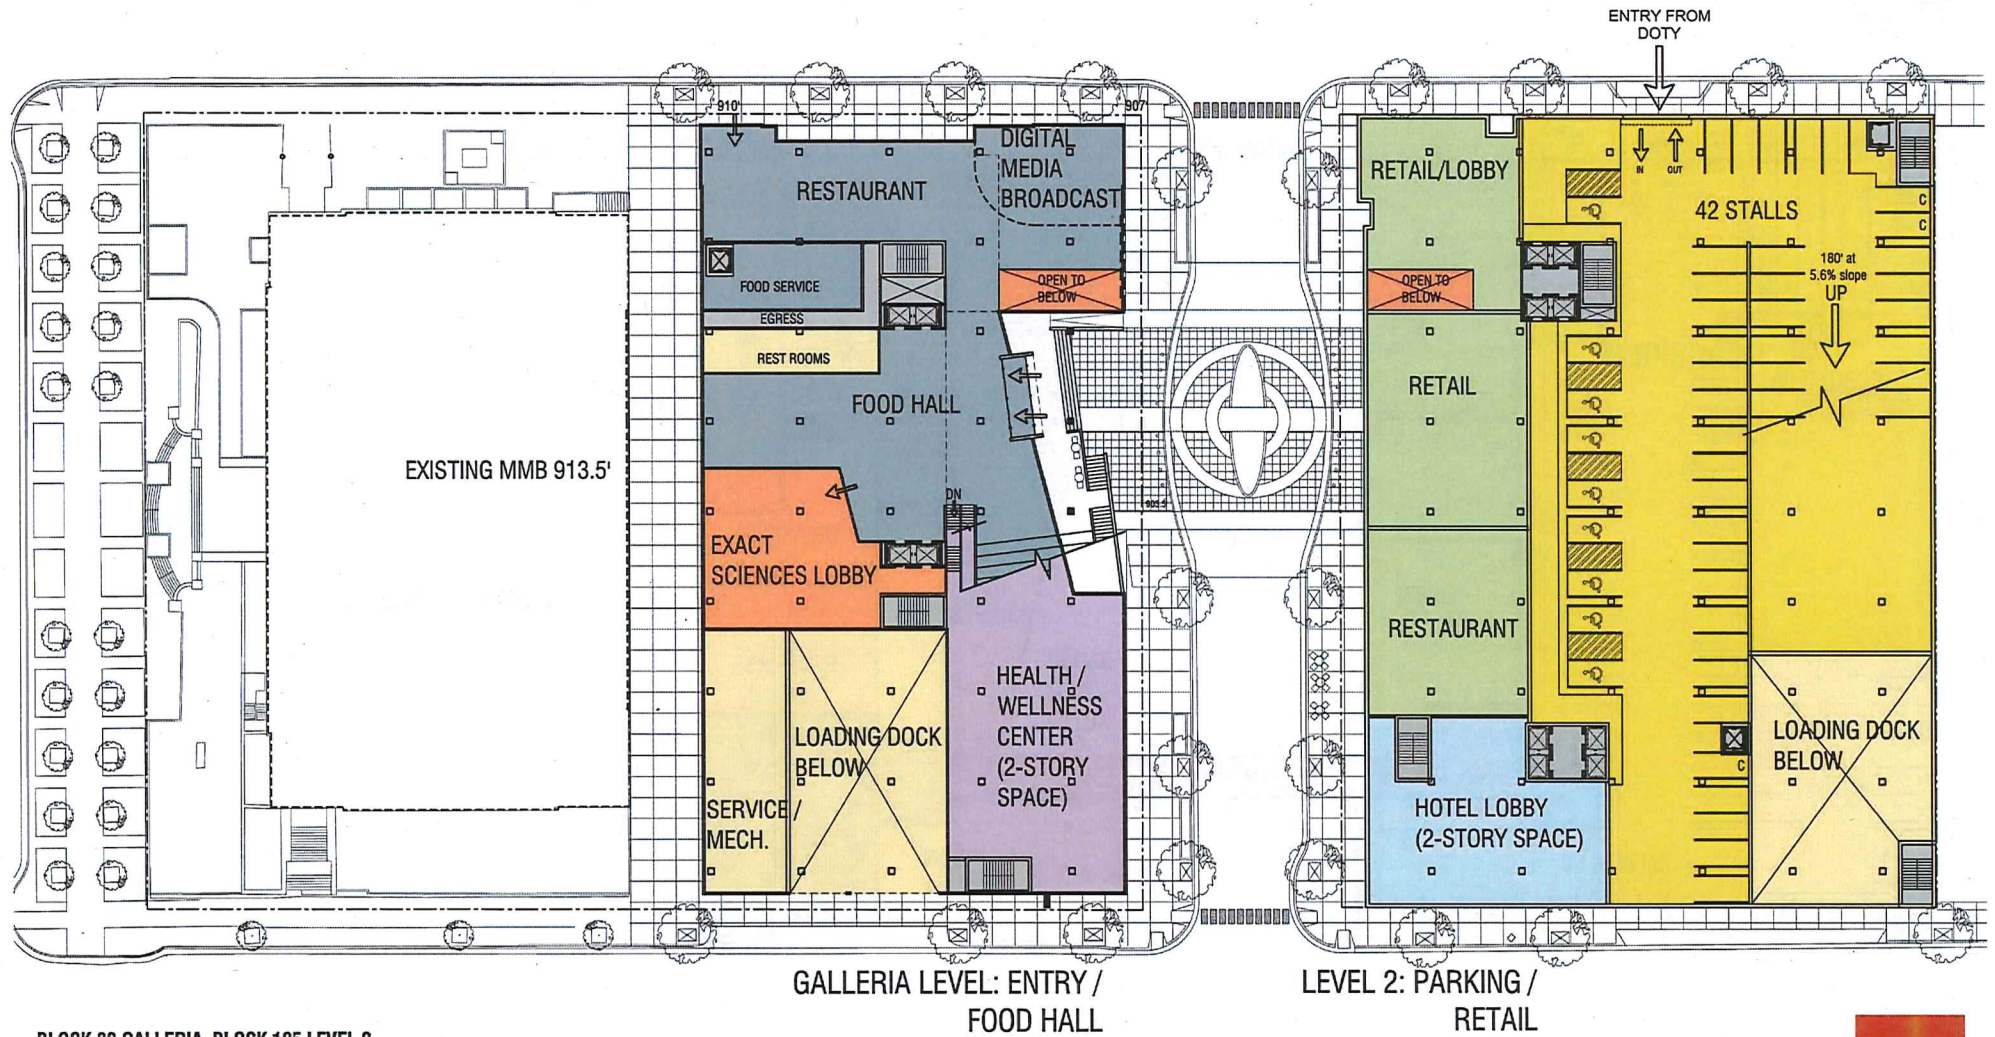 ENTRY FROM
DOTY
910'
907'
DIGITAL
MEDIA
BROADCAST
RESTAURANT
FOOD SERVICE
EGRESS
REST ROOMS
OPEN TO
BELOW
FOOD HALL
DN
EXACT
SCIENCES LOBBY
HEALTH /
WELLNESS
CENTER
(2-STORY
SPACE)
LOADING DOCK
BELOW
SERVICE /
MECH.
EXISTING MMB 913.5'
RETAIL/LOBBY
OPEN TO
BELOW
RETAIL
RESTAURANT
HOTEL LOBBY
(2-STORY SPACE)
IN
OUT
42 STALLS
C
C
180' at
5.6% slope
UP
C
LOADING DOCK
BELOW
GALLERIA LEVEL: ENTRY /
FOOD HALL
LEVEL 2: PARKING /
RETAIL